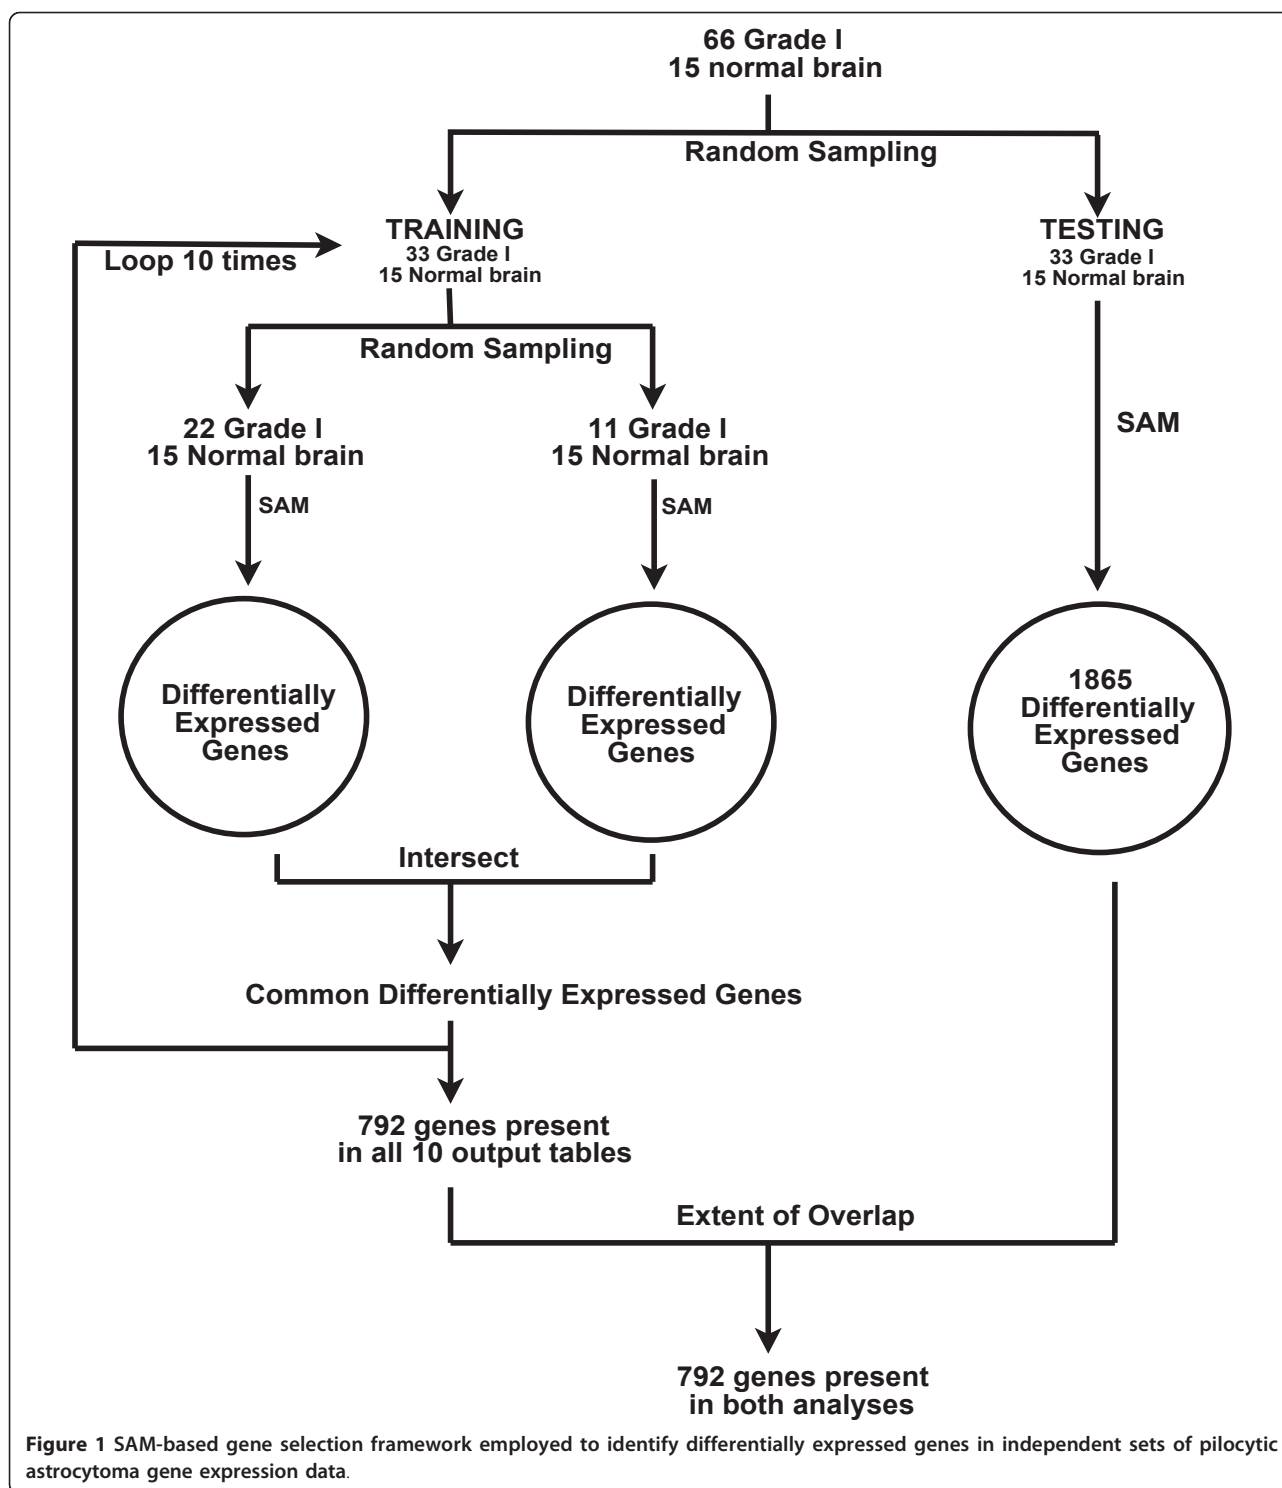 66 Grade I
15 normal brain
Random Sampling
TRAINING
33 Grade I
15 Normal brain
TESTING
33 Grade I
15 Normal brain
Loop 10 times
Random Sampling
22 Grade I
15 Normal brain
11 Grade I
15 Normal brain
SAM
SAM
SAM
Differentially
Expressed
Genes
Differentially
Expressed
Genes
1865
Differentially
Expressed
Genes
Intersect
Common Differentially Expressed Genes
792 genes present
in all 10 output tables
Extent of Overlap
792 genes present
in both analyses
Figure 1 SAM-based gene selection framework employed to identify differentially expressed genes in independent sets of pilocytic
astrocytoma gene expression data.